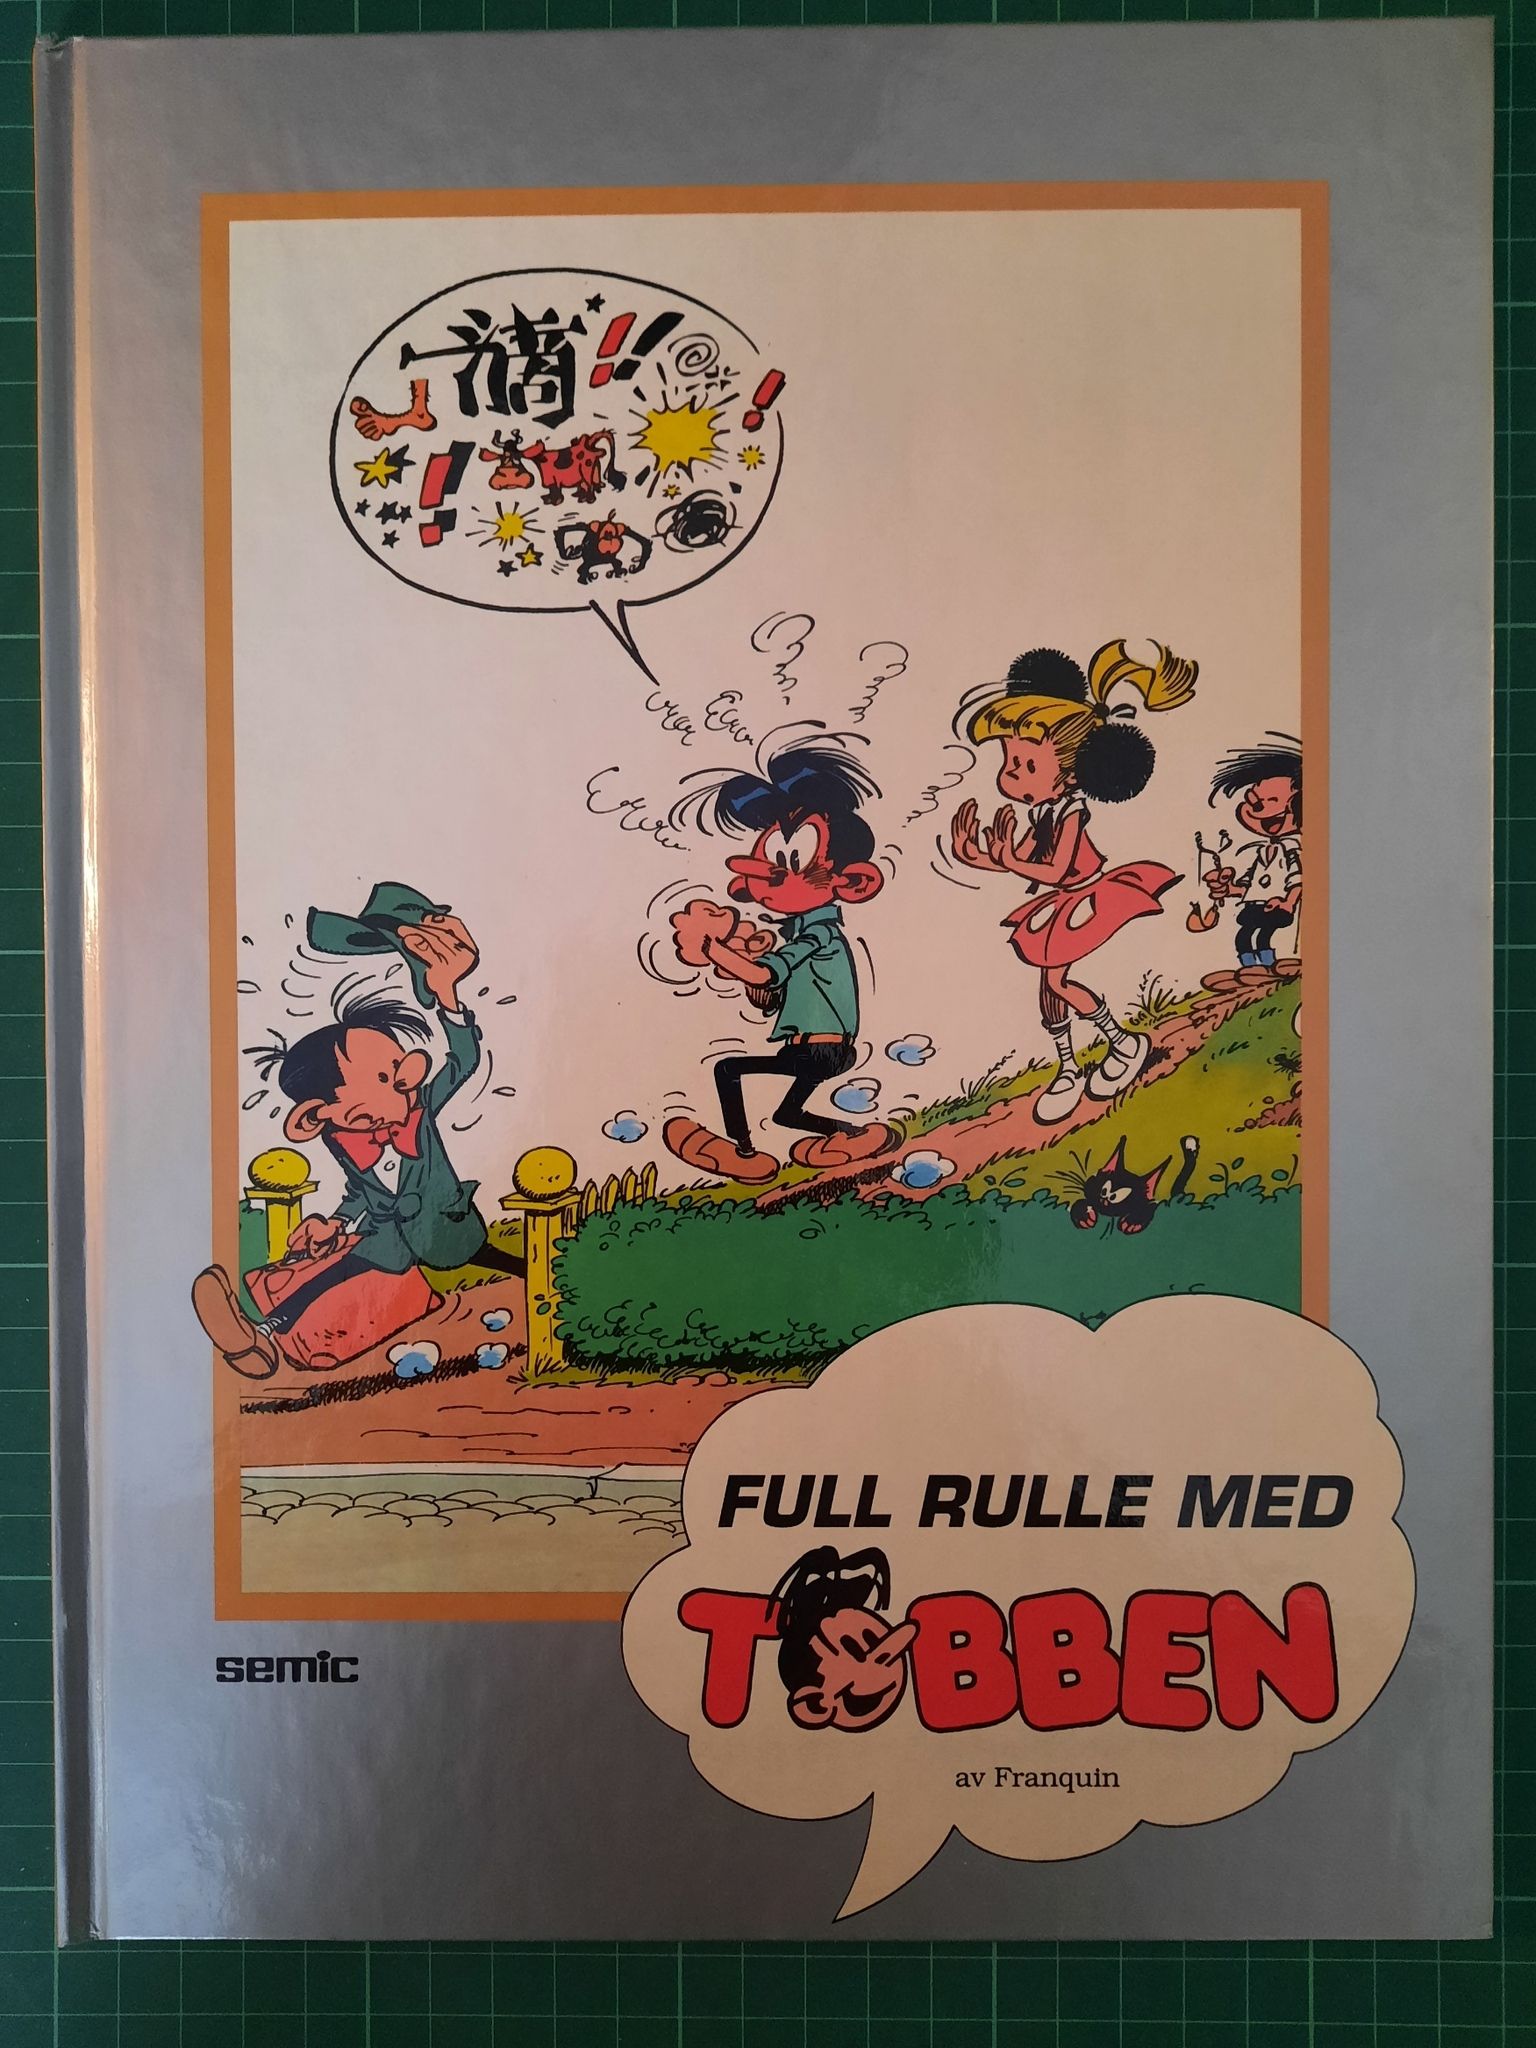 !!
!
!
FULL RULLE MED
TOBBEN
semic
av Franquin